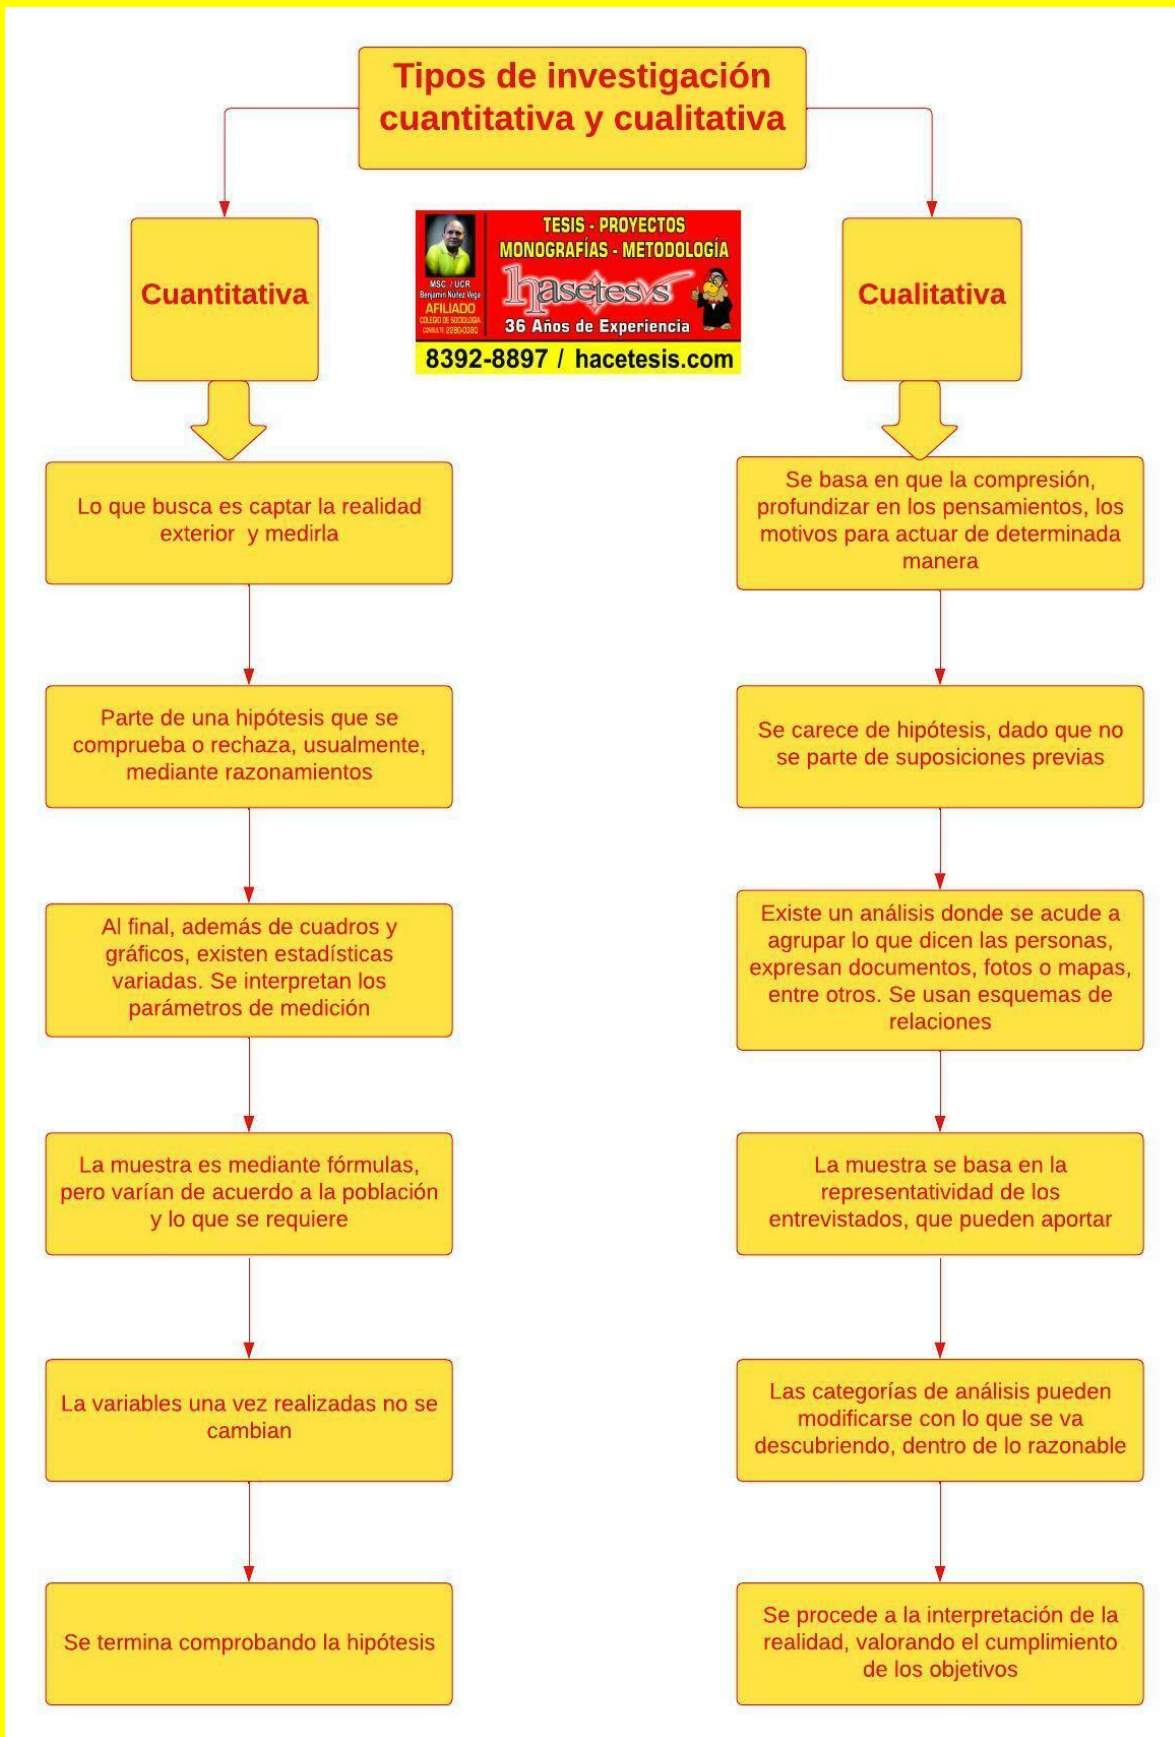 Tipos de investigación
cuantitativa y cualitativa
TESIS - PROYECTOS
MONOGRAFÍAS - METODOLOGÍA
hasetesis
36 Años de Experiencia
MSC / UCR
Benjamín Núñez Vega
AFILIADO
COLEGIO DE SOCIOLOGIA
8392-8897 / hacetesis.com
Cuantitativa
Lo que busca es captar la realidad
exterior y medirla
Parte de una hipótesis que se
comprueba o rechaza, usualmente,
mediante razonamientos
Al final, además de cuadros y
gráficos, existen estadísticas
variadas. Se interpretan los
parámetros de medición
La muestra es mediante fórmulas,
pero varían de acuerdo a la población
y lo que se requiere
La variables una vez realizadas no se
cambian
Se termina comprobando la hipótesis
Cualitativa
Se basa en que la compresión,
profundizar en los pensamientos, los
motivos para actuar de determinada
manera
Se carece de hipótesis, dado que no
se parte de suposiciones previas
Existe un análisis donde se acude a
agrupar lo que dicen las personas,
expresan documentos, fotos o mapas,
entre otros. Se usan esquemas de
relaciones
La muestra se basa en la
representatividad de los
entrevistados, que pueden aportar
Las categorías de análisis pueden
modificarse con lo que se va
descubriendo, dentro de lo razonable
Se procede a la interpretación de la
realidad, valorando el cumplimiento
de los objetivos